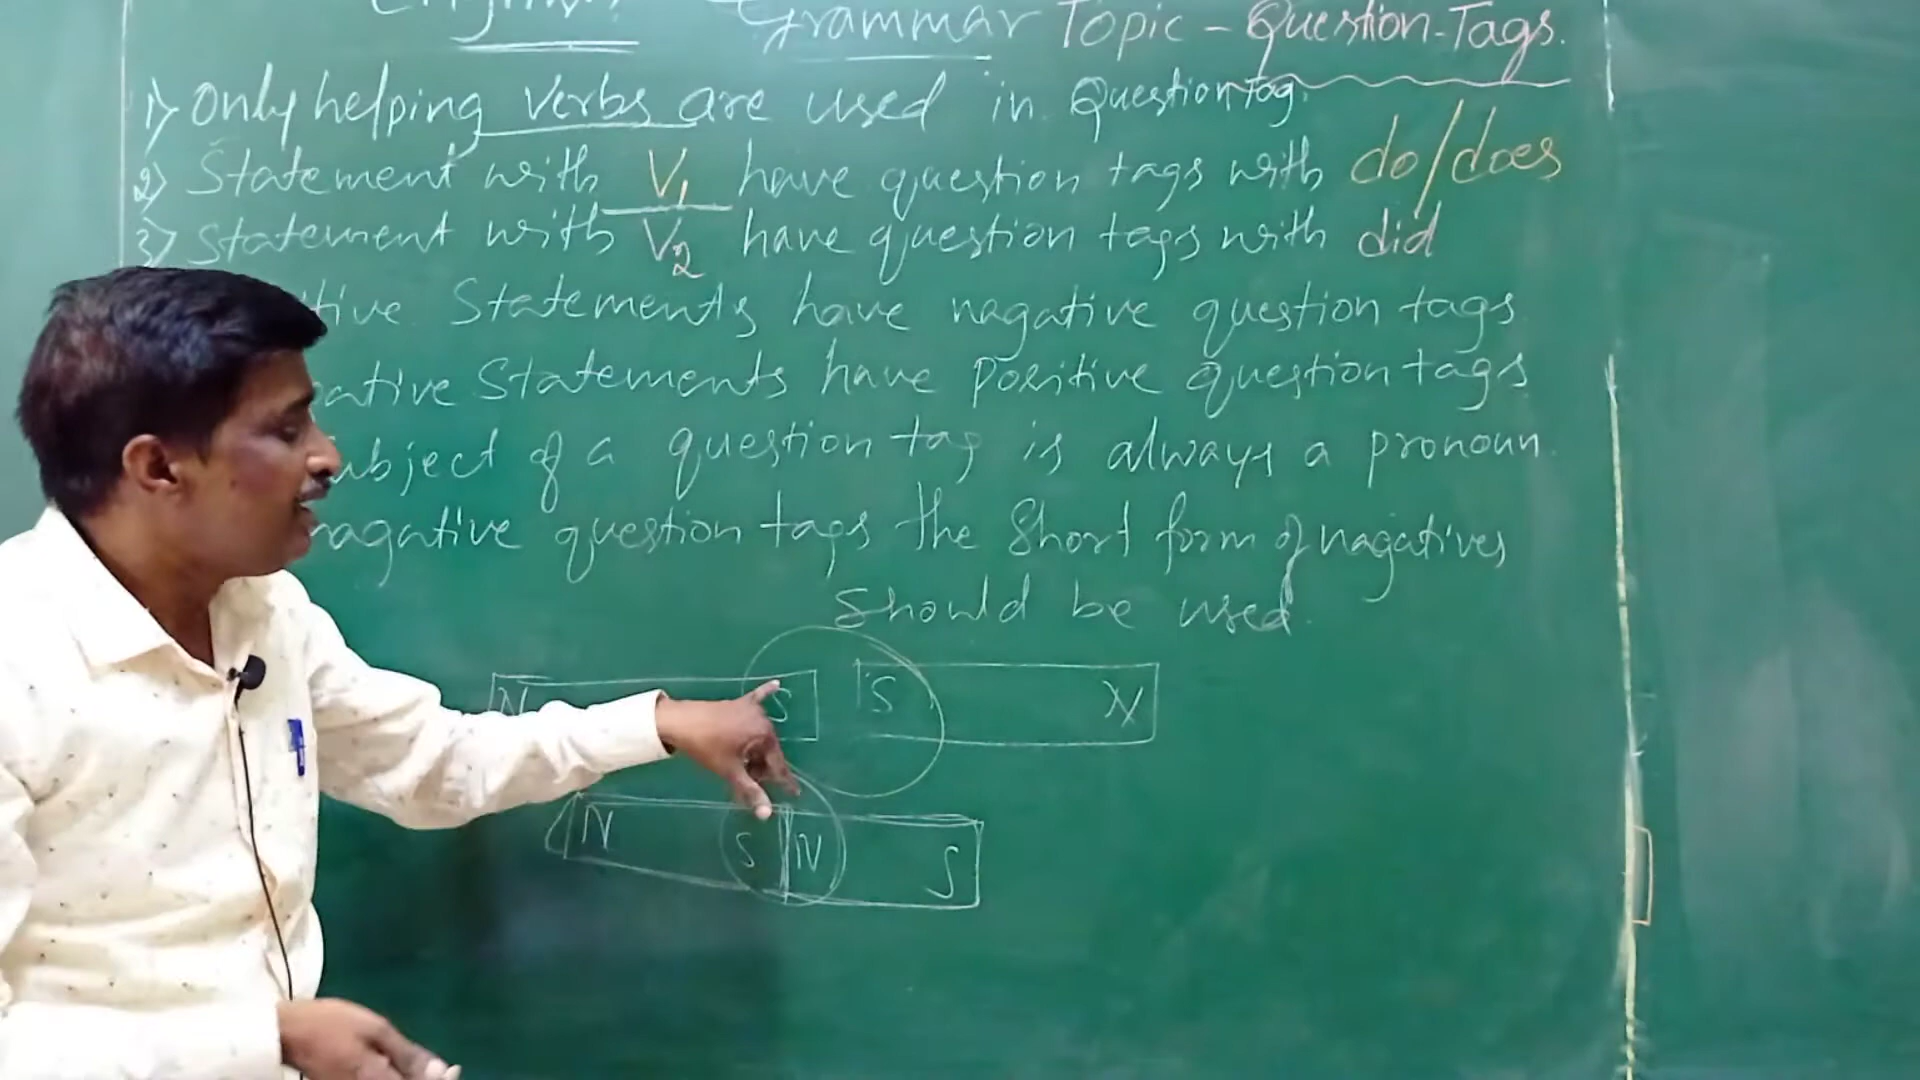 English Grammar Topic - Question-Tags.
1) Only helping verbs are used in Question tag.
2) Statement with V1 have question tags with do/does
3) Statement with V2 have question tags with did
tive Statements have nagative question tags
ative Statements have Positive question tags
ubject of a question tag is always a pronoun.
nagative question tags the Short form of nagatives
Should be used.
N S S N
N S N S